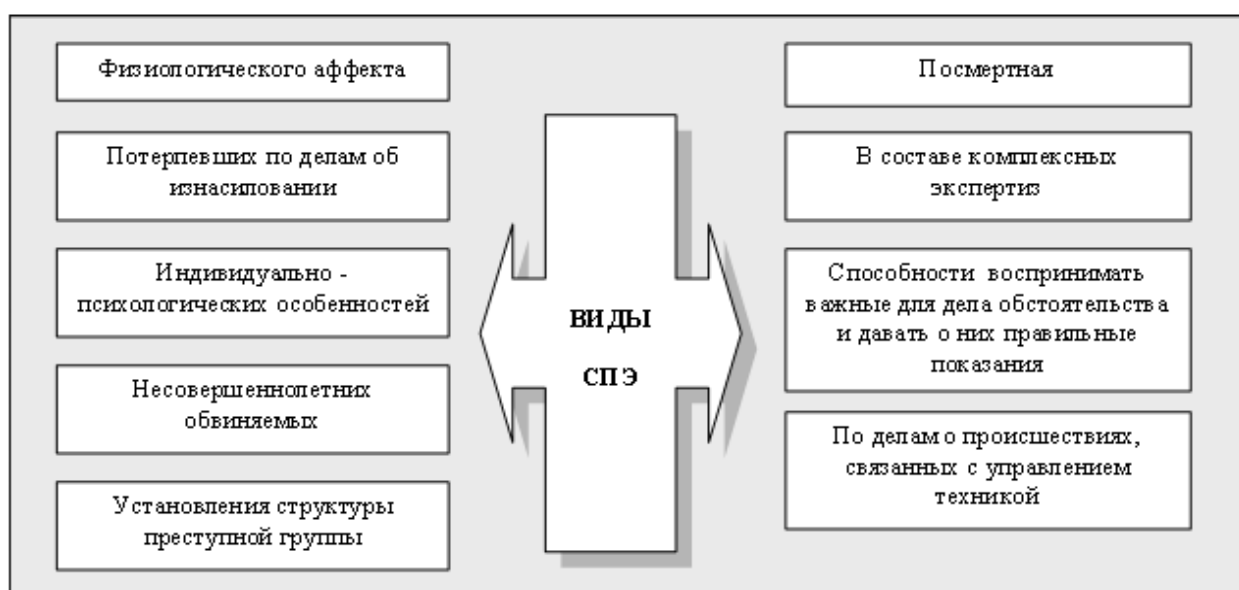 Физиологического аффекта
Потерпевших по делам об
изнасиловании
Индивидуально -
психологических особенностей
Несовершеннолетних
обвиняемых
Установления структуры
преступной группы
ВИДЫ
СПЭ
Посмертная
В составе комплексных
экспертиз
Способности воспринимать
важные для дела обстоятельства
и давать о них правильные
показания
По делам о происшествиях,
связанных с управлением
техникой